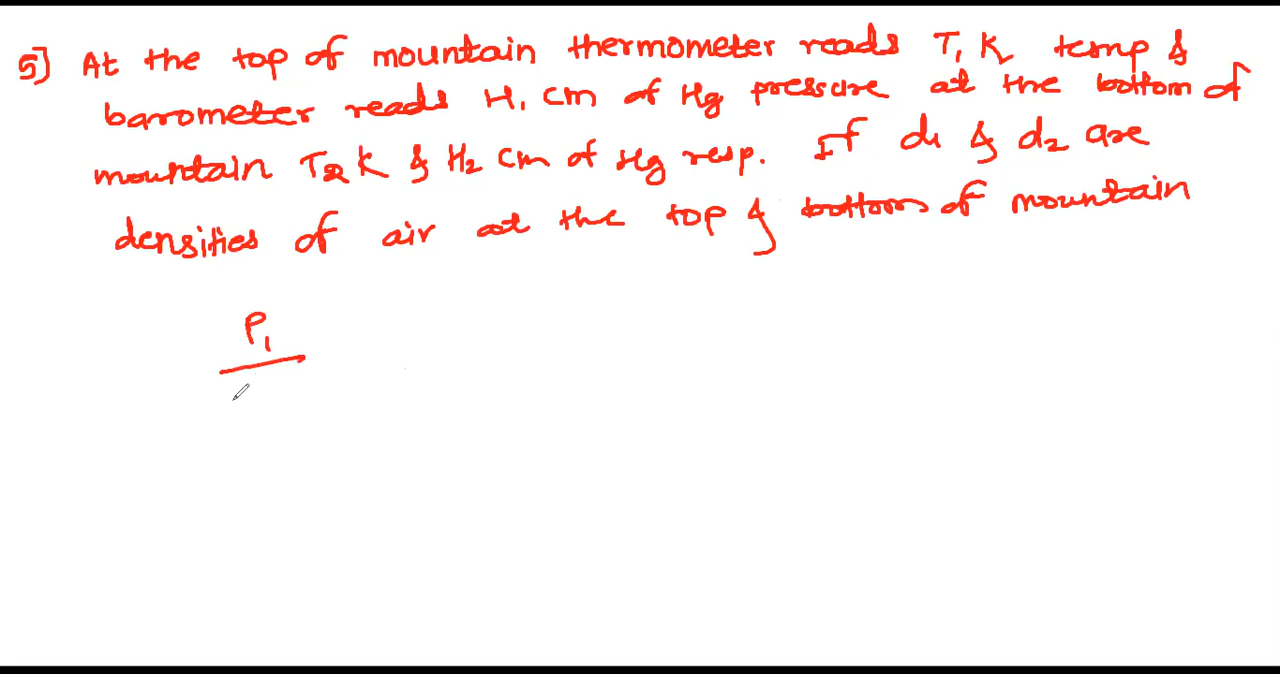 5] At the top of mountain thermometer reads T₁ K temp &
barometer reads H₁ cm of Hg pressure at the bottom of
mountain T₂ K & H₂ cm of Hg resp. If d₁ & d₂ are
densities of air at the top & bottom of mountain
P₁